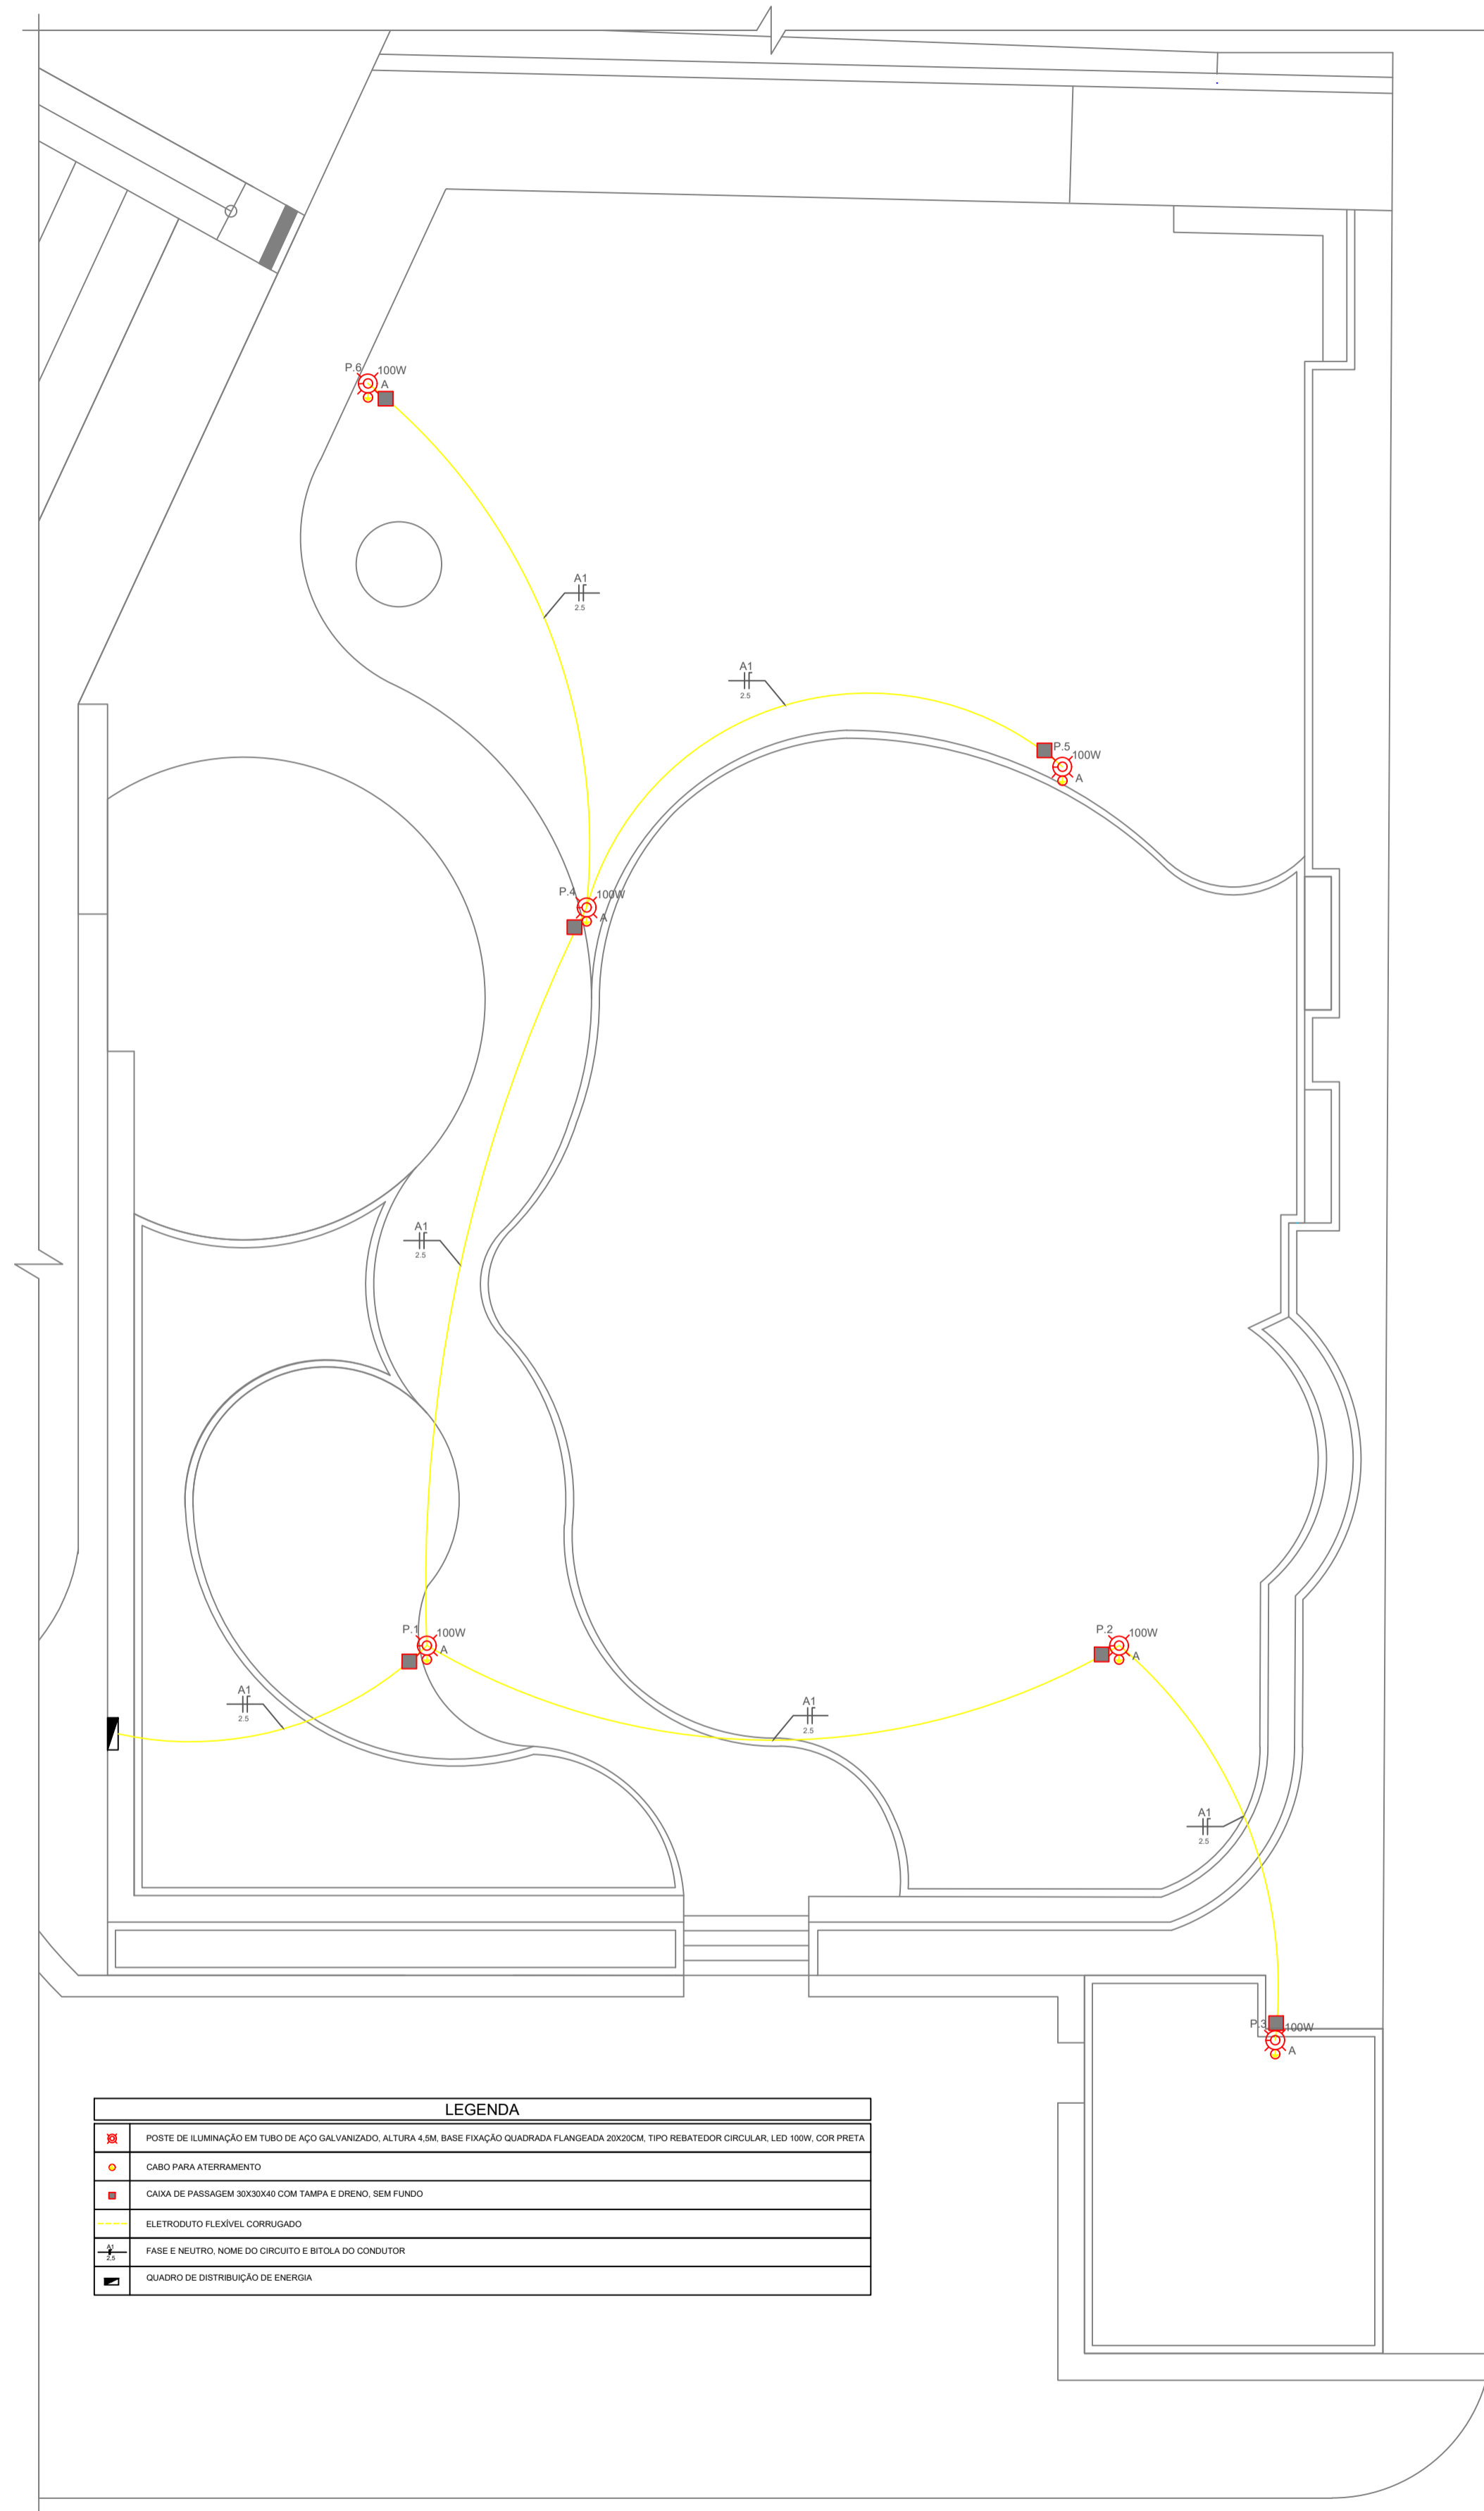 P.6
100W
A
A1
2.5
A1
2.5
P.5
100W
A
P.4
100W
A
A1
2.5
P.1
100W
A
P.2
100W
A
A1
2.5
A1
2.5
A1
2.5
P.3
100W
A
LEGENDA
POSTE DE ILUMINAÇÃO EM TUBO DE AÇO GALVANIZADO, ALTURA 4,5M, BASE FIXAÇÃO QUADRADA FLANGEADA 20X20CM, TIPO REBATEDOR CIRCULAR, LED 100W, COR PRETA
CABO PARA ATERRAMENTO
CAIXA DE PASSAGEM 30X30X40 COM TAMPA E DRENO, SEM FUNDO
ELETRODUTO FLEXÍVEL CORRUGADO
A1
2,5
FASE E NEUTRO, NOME DO CIRCUITO E BITOLA DO CONDUTOR
QUADRO DE DISTRIBUIÇÃO DE ENERGIA